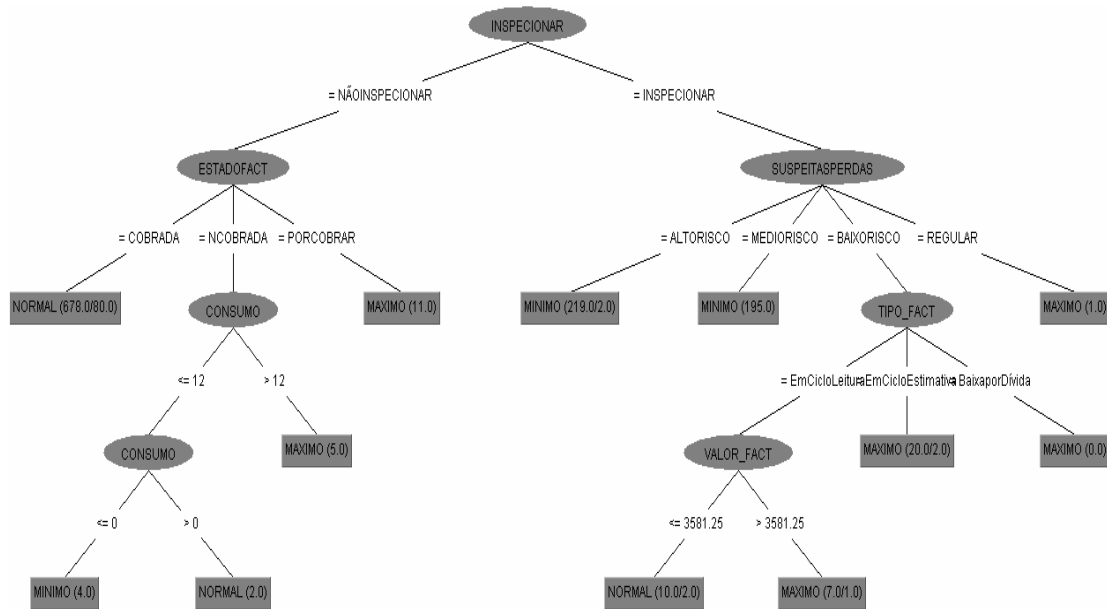 INSPECIONAR
= NÃOINSPECIONAR = INSPECIONAR
ESTADOFACT SUSPEITASPERDAS
= COBRADA = NCOBRADA = PORCOBRAR = ALTORISCO = MEDIORISCO = BAIXORISCO = REGULAR
NORMAL (678.0/80.0) CONSUMO MAXIMO (11.0) MINIMO (219.0/2.0) MINIMO (195.0) TIPO_FACT MAXIMO (1.0)
<= 12 > 12 = EmCicloLeitura EmCicloEstimativa BaixaporDívida
CONSUMO MAXIMO (5.0) VALOR_FACT MAXIMO (20.0/2.0) MAXIMO (0.0)
<= 0 > 0 <= 3581.25 > 3581.25
MINIMO (4.0) NORMAL (2.0) NORMAL (10.0/2.0) MAXIMO (7.0/1.0)